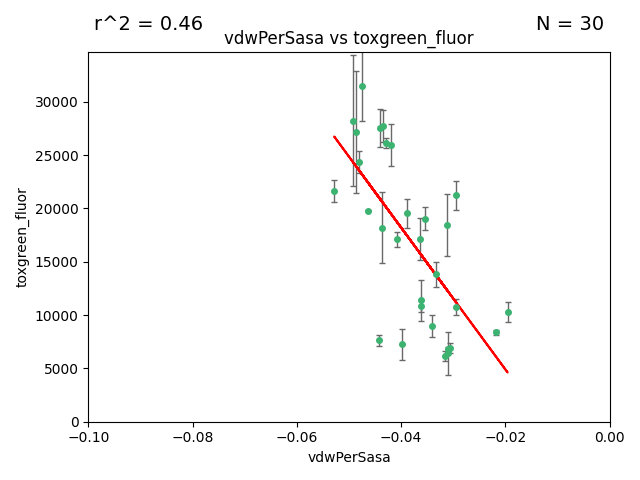 r^2 = 0.46
N = 30
vdwPerSasa vs toxgreen_fluor
toxgreen_fluor
30000
25000
20000
15000
10000
5000
0
−0.10
−0.08
−0.06
−0.04
−0.02
0.00
vdwPerSasa